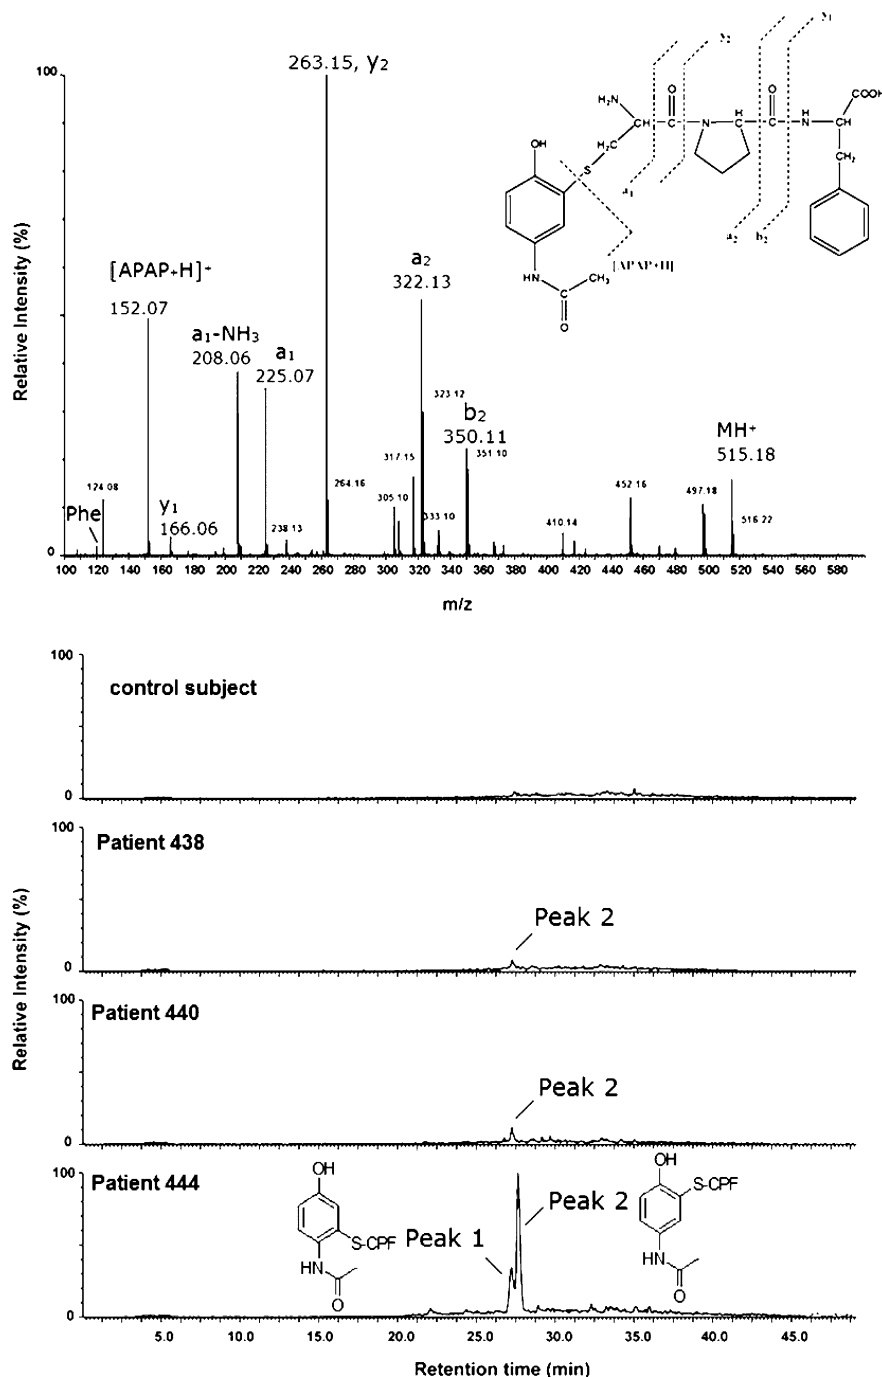 263.15, y2
100
Relative Intensity (%)
[APAP+H]+
152.07
a1-NH3
208.06
a1
225.07
a2
322.13
323.12
b2
350.11
351.10
317.15
MH+
515.18
124.08
Phe
y1
166.06
238.13
264.16
305.10
333.10
410.14
452.16
497.18
516.22
0
100 120 140 160 180 200 220 240 260 280 300 320 340 360 380 400 420 440 460 480 500 520 540 560 580
m/z
y2
y1
H2N
CH
O
N
H
O
H
N
CH
COOH
H2C
CH2
OH
S
a1
a2
b2
HN
CH3
[APAP+H]
O
100
control subject
0
100
Patient 438
Peak 2
0
Relative Intensity (%)
100
Patient 440
Peak 2
0
100
Patient 444
OH
S-CPF
HN
O
Peak 1
Peak 2
OH
S-CPF
HN
O
0
5.0 10.0 15.0 20.0 25.0 30.0 35.0 40.0 45.0
Retention time (min)